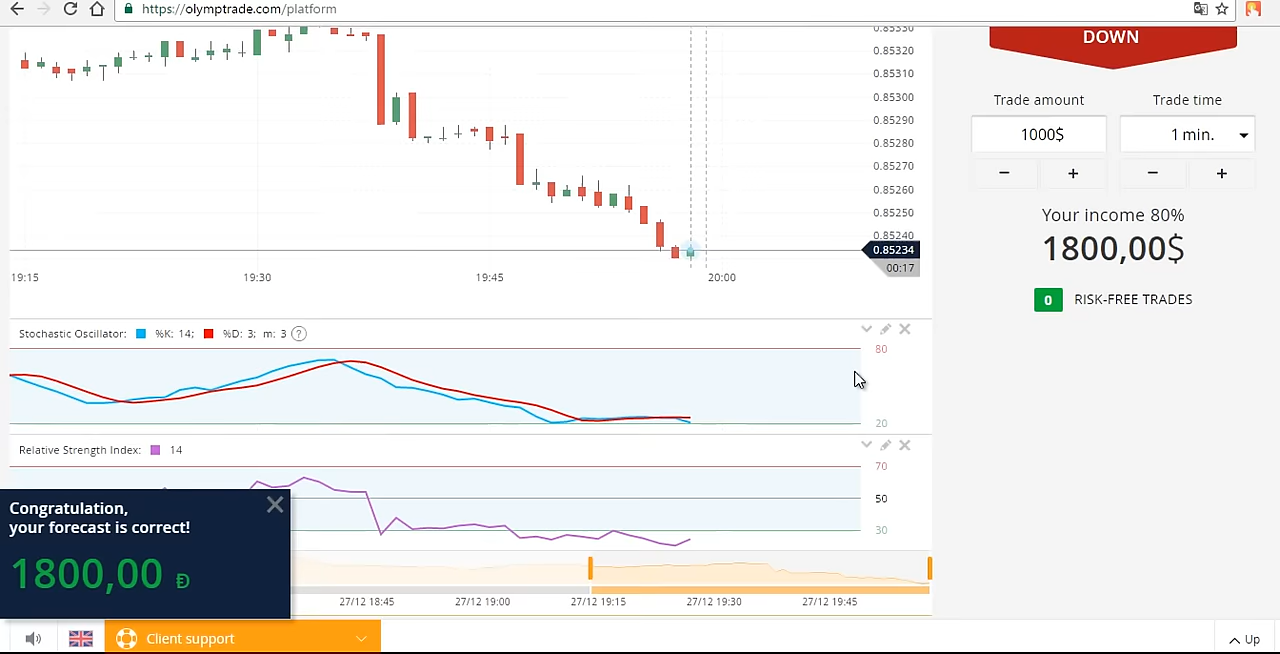 https://olymptrade.com/platform
0.85330
0.85320
0.85310
0.85300
0.85290
0.85280
0.85270
0.85260
0.85250
0.85240
0.85234
00:17
19:15 19:30 19:45 20:00
DOWN
Trade amount Trade time
1000$ 1 min.
− + − +
Your income 80%
1800,00$
0 RISK-FREE TRADES
Stochastic Oscillator: %K: 14; %D: 3; m: 3 ?
80
20
Relative Strength Index: 14
70
50
30
Congratulation,
your forecast is correct!
1800,00 Đ
27/12 18:45 27/12 19:00 27/12 19:15 27/12 19:30 27/12 19:45
Client support
Up